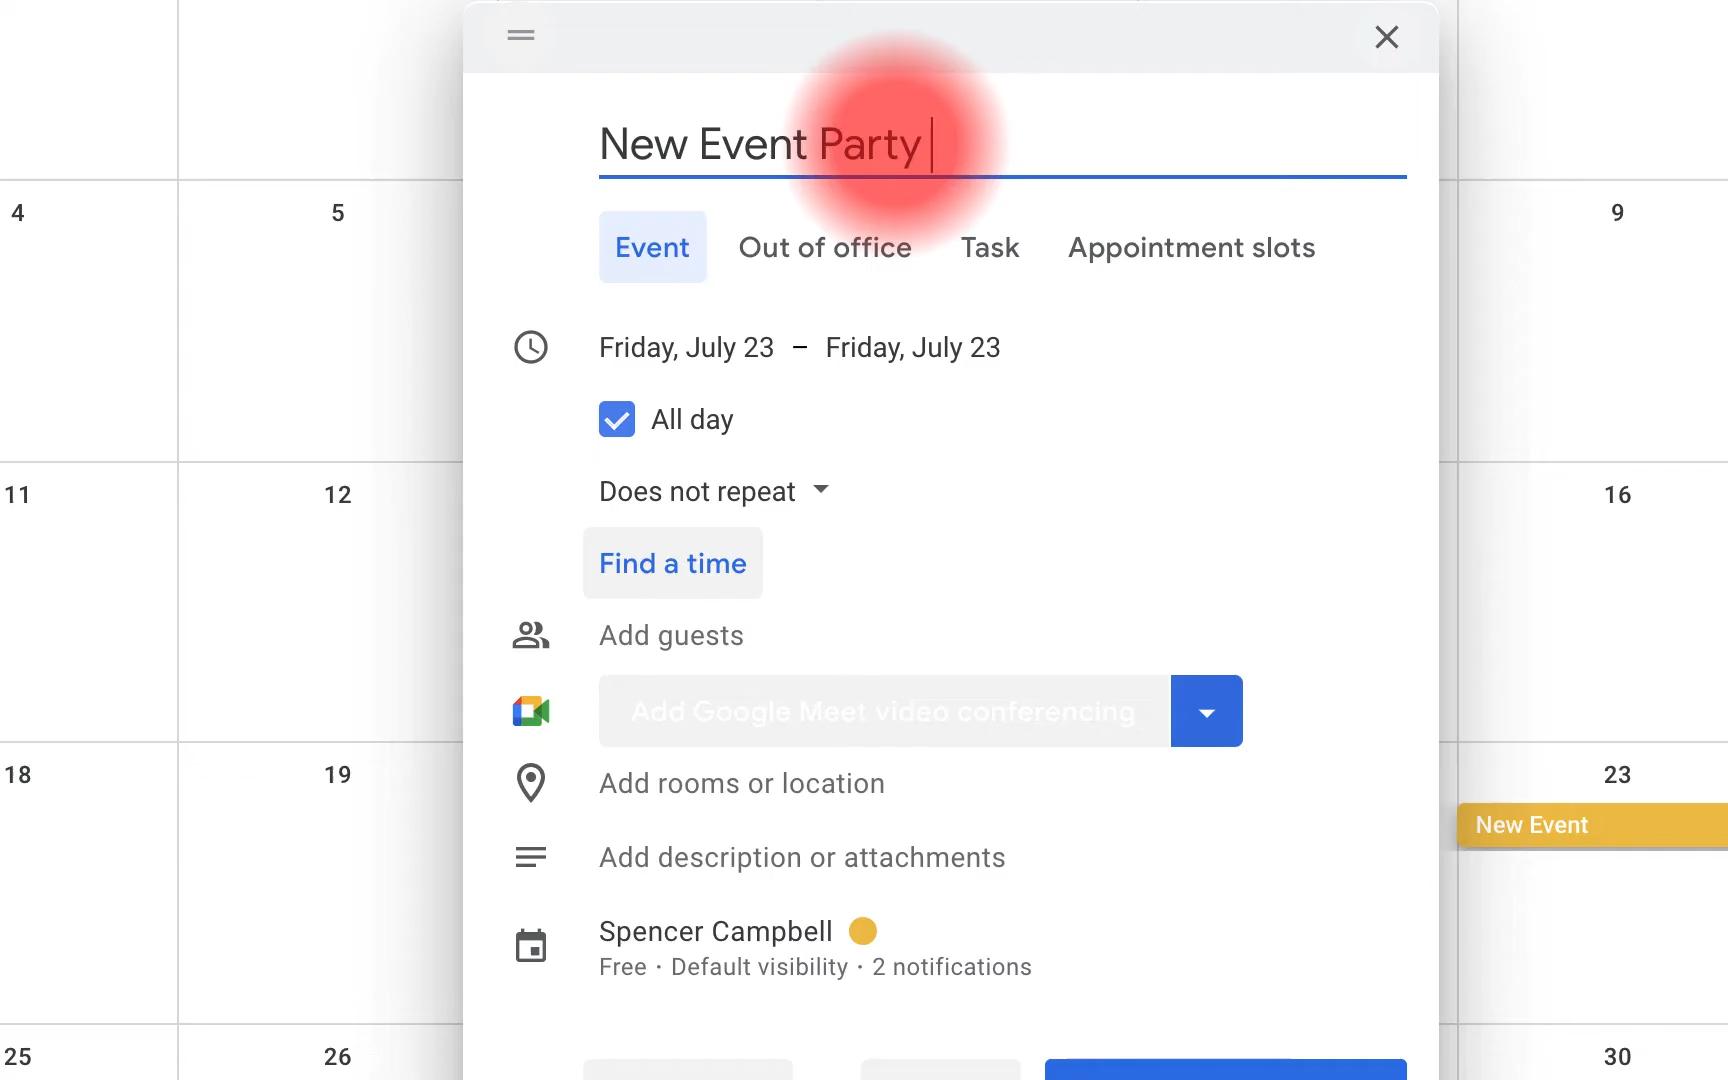 New Event Party
Event Out of office Task Appointment slots
4 5 9
Friday, July 23 – Friday, July 23
All day
11 12 16
Does not repeat
Find a time
Add guests
Add Google Meet video conferencing
18 19 23
Add rooms or location
New Event
Add description or attachments
Spencer Campbell
Free · Default visibility · 2 notifications
25 26 30